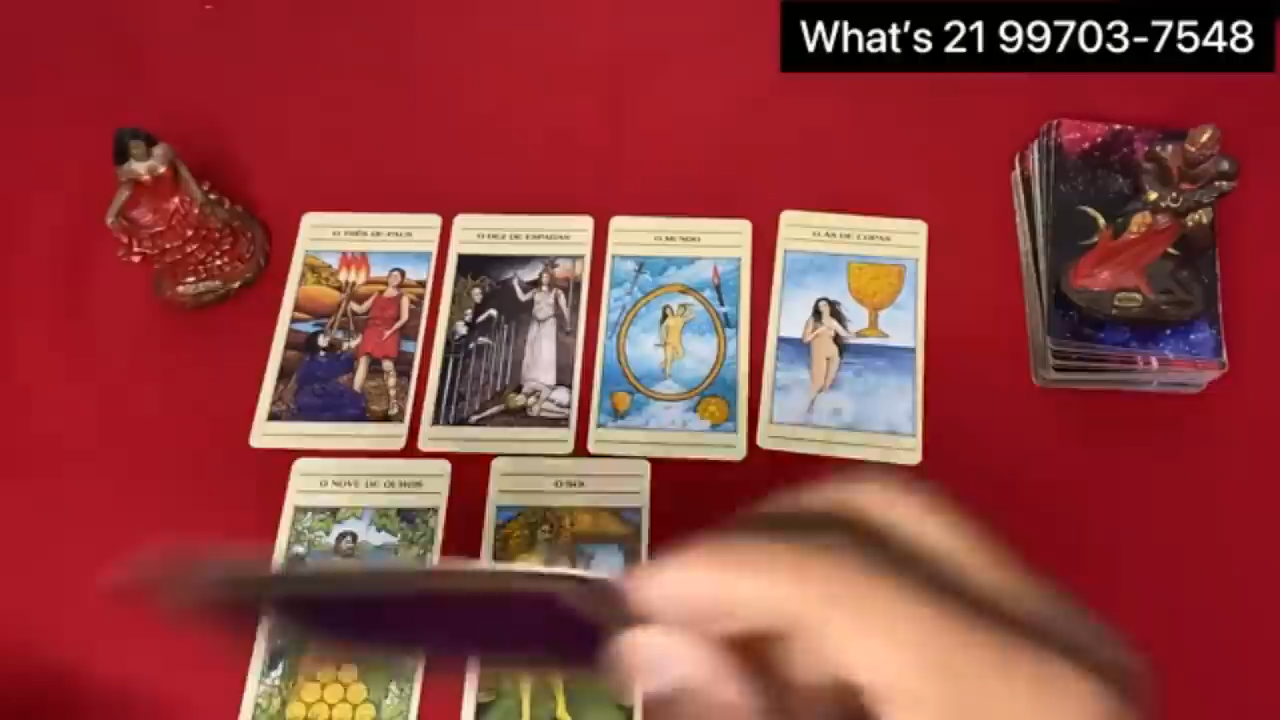 What's 21 99703-7548
O TRÊS DE PAUS
O DEZ DE ESPADAS
O MUNDO
O ÁS DE COPAS
O NOVE DE OUROS
O SOL